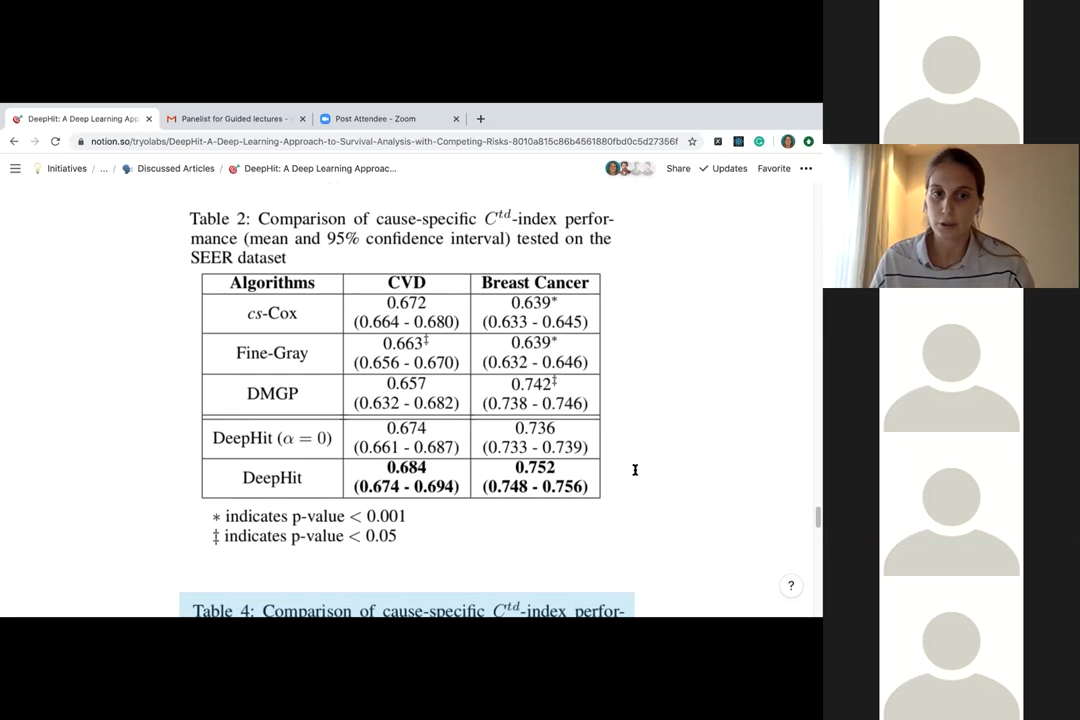 DeepHit: A Deep Learning App
Panelist for Guided lectures -
Post Attendee - Zoom
notion.so/tryolabs/DeepHit-A-Deep-Learning-Approach-to-Survival-Analysis-with-Competing-Risks-8010a815c86b4561880fbd0c5d27356f
Initiatives / ... / Discussed Articles / DeepHit: A Deep Learning Approac...
Share Updates Favorite
Table 2: Comparison of cause-specific C^td-index perfor-
mance (mean and 95% confidence interval) tested on the
SEER dataset
Algorithms CVD Breast Cancer
cs-Cox 0.672 (0.664 - 0.680) 0.639* (0.633 - 0.645)
Fine-Gray 0.663‡ (0.656 - 0.670) 0.639* (0.632 - 0.646)
DMGP 0.657 (0.632 - 0.682) 0.742‡ (0.738 - 0.746)
DeepHit (α = 0) 0.674 (0.661 - 0.687) 0.736 (0.733 - 0.739)
DeepHit 0.684 (0.674 - 0.694) 0.752 (0.748 - 0.756)
* indicates p-value < 0.001
‡ indicates p-value < 0.05
?
Table 4: Comparison of cause-specific C^td-index perfor-